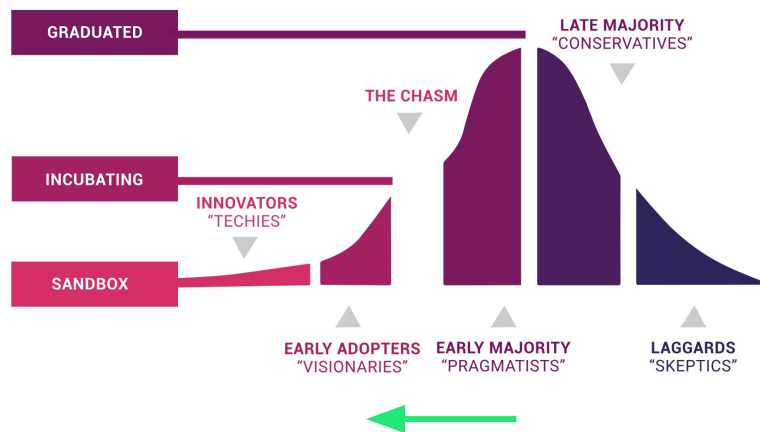 GRADUATED
LATE MAJORITY
“CONSERVATIVES”
THE CHASM
INCUBATING
INNOVATORS
“TECHIES”
SANDBOX
EARLY ADOPTERS
“VISIONARIES”
EARLY MAJORITY
“PRAGMATISTS”
LAGGARDS
“SKEPTICS”